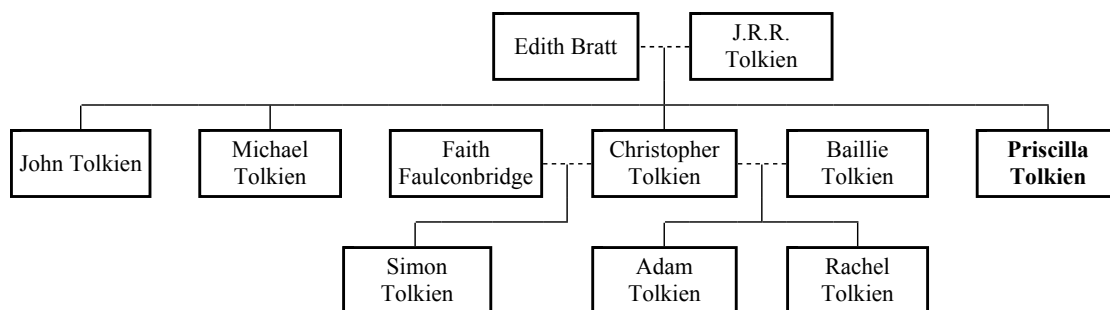 Edith Bratt
J.R.R.
Tolkien
John Tolkien
Michael
Tolkien
Faith
Faulconbridge
Christopher
Tolkien
Baillie
Tolkien
Priscilla
Tolkien
Simon
Tolkien
Adam
Tolkien
Rachel
Tolkien